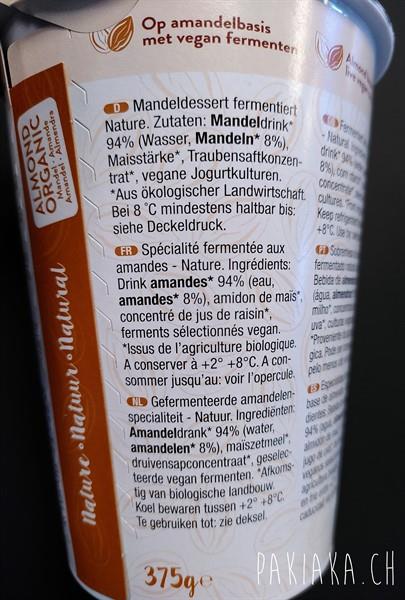 Op amandelbasis
met vegan fermenten
ALMOND
ORGANIC
Mandel • Amandes
Amandel • Almendra
Nature • Natuur • Natural
D Mandeldessert fermentiert
Nature. Zutaten: Mandeldrink*
94% (Wasser, Mandeln* 8%),
Maisstärke*, Traubensaftkonzen-
trat*, vegane Jogurtkulturen.
*Aus ökologischer Landwirtschaft.
Bei 8 °C mindestens haltbar bis:
siehe Deckeldruck.
FR Spécialité fermentée aux
amandes - Nature. Ingrédients:
Drink amandes* 94% (eau,
amandes* 8%), amidon de maïs*,
concentré de jus de raisin*,
ferments sélectionnés vegan.
*Issus de l'agriculture biologique.
A conserver à +2° +8°C. A con-
sommer jusqu'au: voir l'opercule.
NL Gefermenteerde amandelen-
specialiteit - Natuur. Ingrediënten:
Amandeldrank* 94% (water,
amandelen* 8%), maïszetmeel*,
druivensapconcentraat*, geselec-
teerde vegan fermenten. *Afkoms-
tig van biologische landbouw.
Koel bewaren tussen +2° +8°C.
Te gebruiken tot: zie deksel.
375g e
PAKIAKA.CH